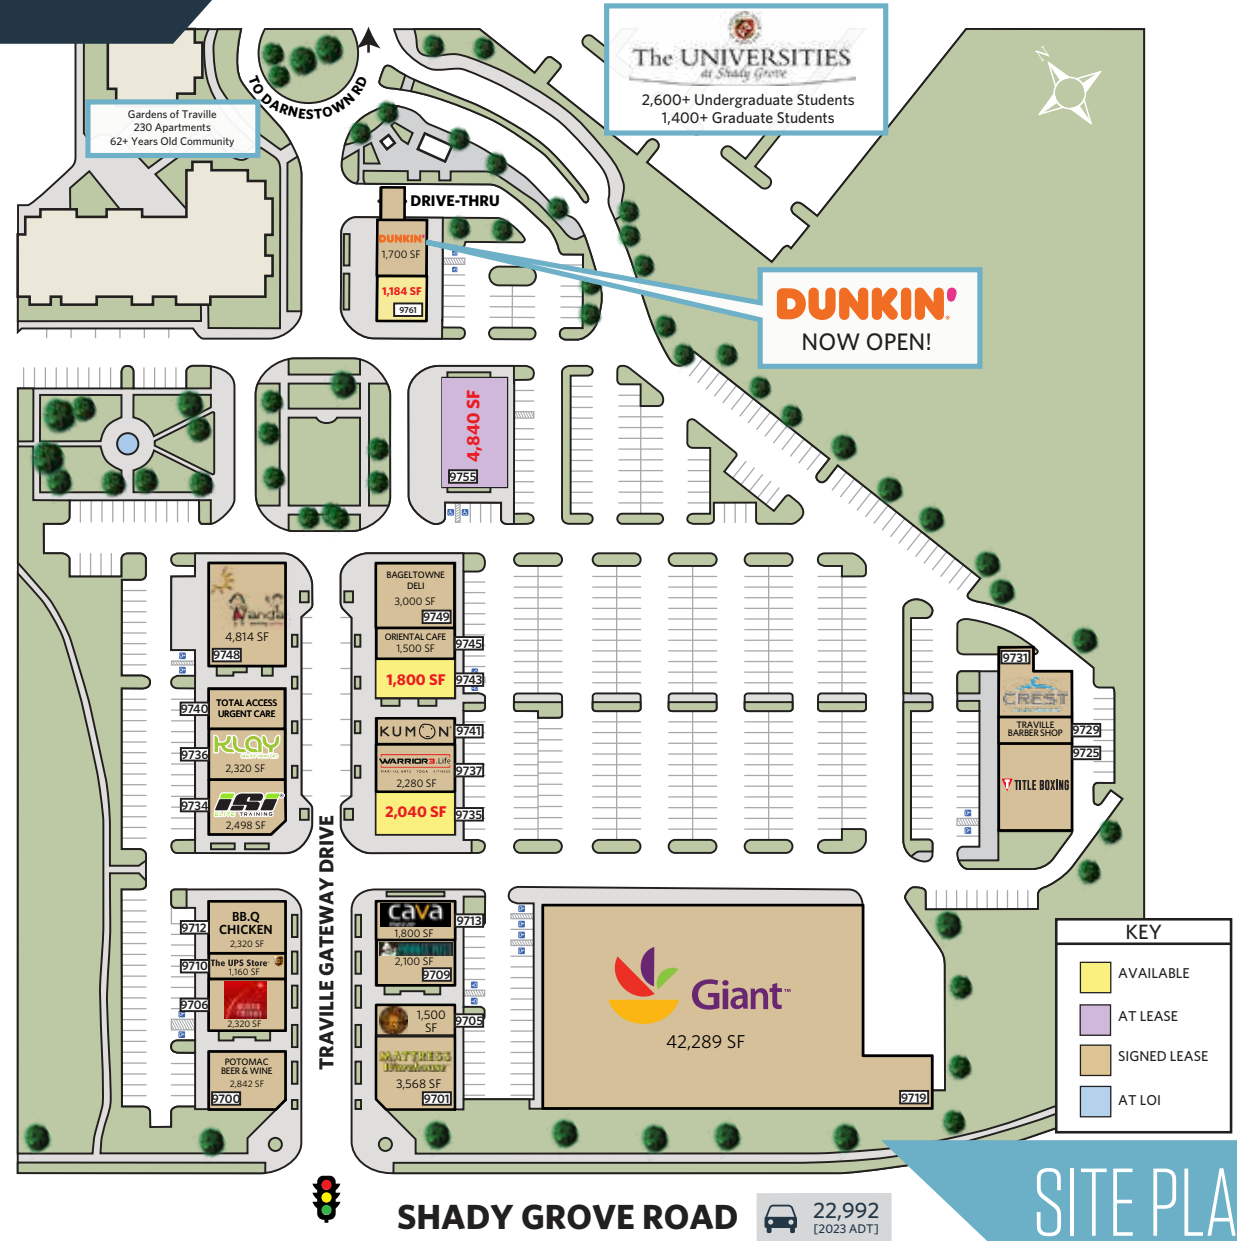 The UNIVERSITIES
at Shady Grove
2,600+ Undergraduate Students
1,400+ Graduate Students
N
TO DARNESTOWN RD
Gardens of Traville
230 Apartments
62+ Years Old Community
DRIVE-THRU
DUNKIN'
1,700 SF
1,184 SF
9761
DUNKIN'
NOW OPEN!
4,840 SF
9755
4,814 SF
9748
BAGELTOWNE
DELI
3,000 SF
9749
ORIENTAL CAFE
1,500 SF
9745
1,800 SF
9743
9740
TOTAL ACCESS
URGENT CARE
9736
KLAY
2,320 SF
9734
ISI
ELITE TRAINING
2,498 SF
KUMON
9741
WARRIOR3.Life
MARTIAL ARTS YOGA FITNESS
2,280 SF
9737
2,040 SF
9735
9731
CREST
TRAVILLE
BARBER SHOP
9729
9725
TITLE BOXING
TRAVILLE GATEWAY DRIVE
9712
BB.Q
CHICKEN
2,320 SF
9710
The UPS Store
1,160 SF
9706
2,320 SF
POTOMAC
BEER & WINE
2,842 SF
9700
cava
1,800 SF
9713
2,100 SF
9709
1,500
SF
9705
MATTRESS
Warehouse
3,568 SF
9701
Giant
42,289 SF
9719
KEY
AVAILABLE
AT LEASE
SIGNED LEASE
AT LOI
SHADY GROVE ROAD
22,992
[2023 ADT]
SITE PLA